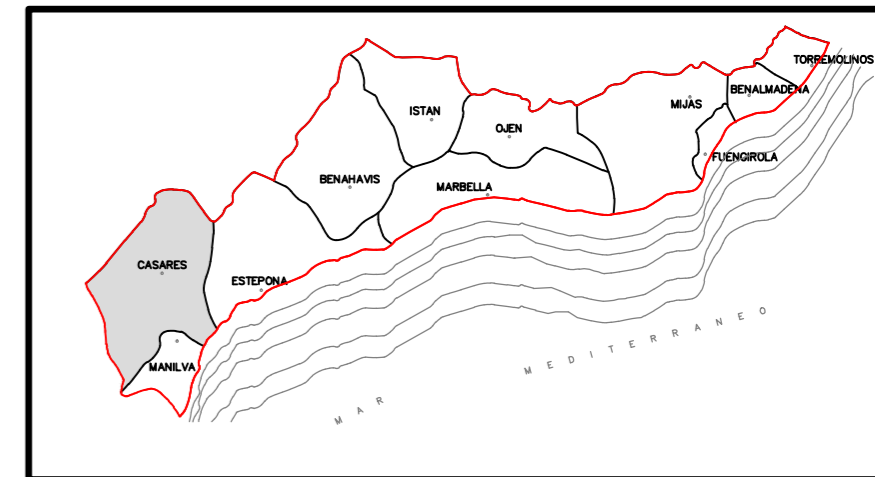 TORREMOLINOS
BENALMADENA
MIJAS
ISTAN
OJEN
FUENGIROLA
BENAHAVIS
MARBELLA
CASARES
ESTEPONA
MANILVA
MAR MEDITERRANEO